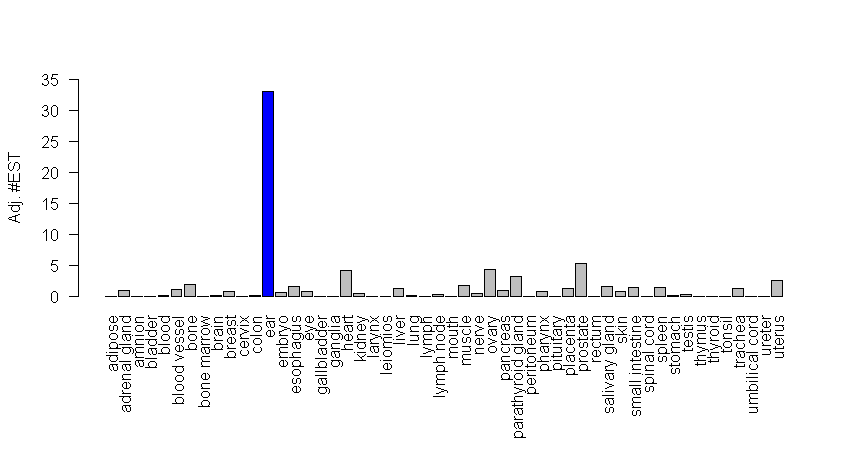 Adj. #EST
35
30
25
20
15
10
5
0
adipose
adrenal gland
amnion
bladder
blood
blood vessel
bone
bone marrow
brain
breast
cervix
colon
ear
embryo
esophagus
eye
gallbladder
ganglia
heart
kidney
larynx
leiomios
liver
lung
lymph
lymph node
mouth
muscle
nerve
ovary
pancreas
parathyroid gland
peritoneum
pharynx
pituitary
placenta
prostate
rectum
salivary gland
skin
small intestine
spinal cord
spleen
stomach
testis
thymus
thyroid
tonsil
trachea
umbilical cord
ureter
uterus